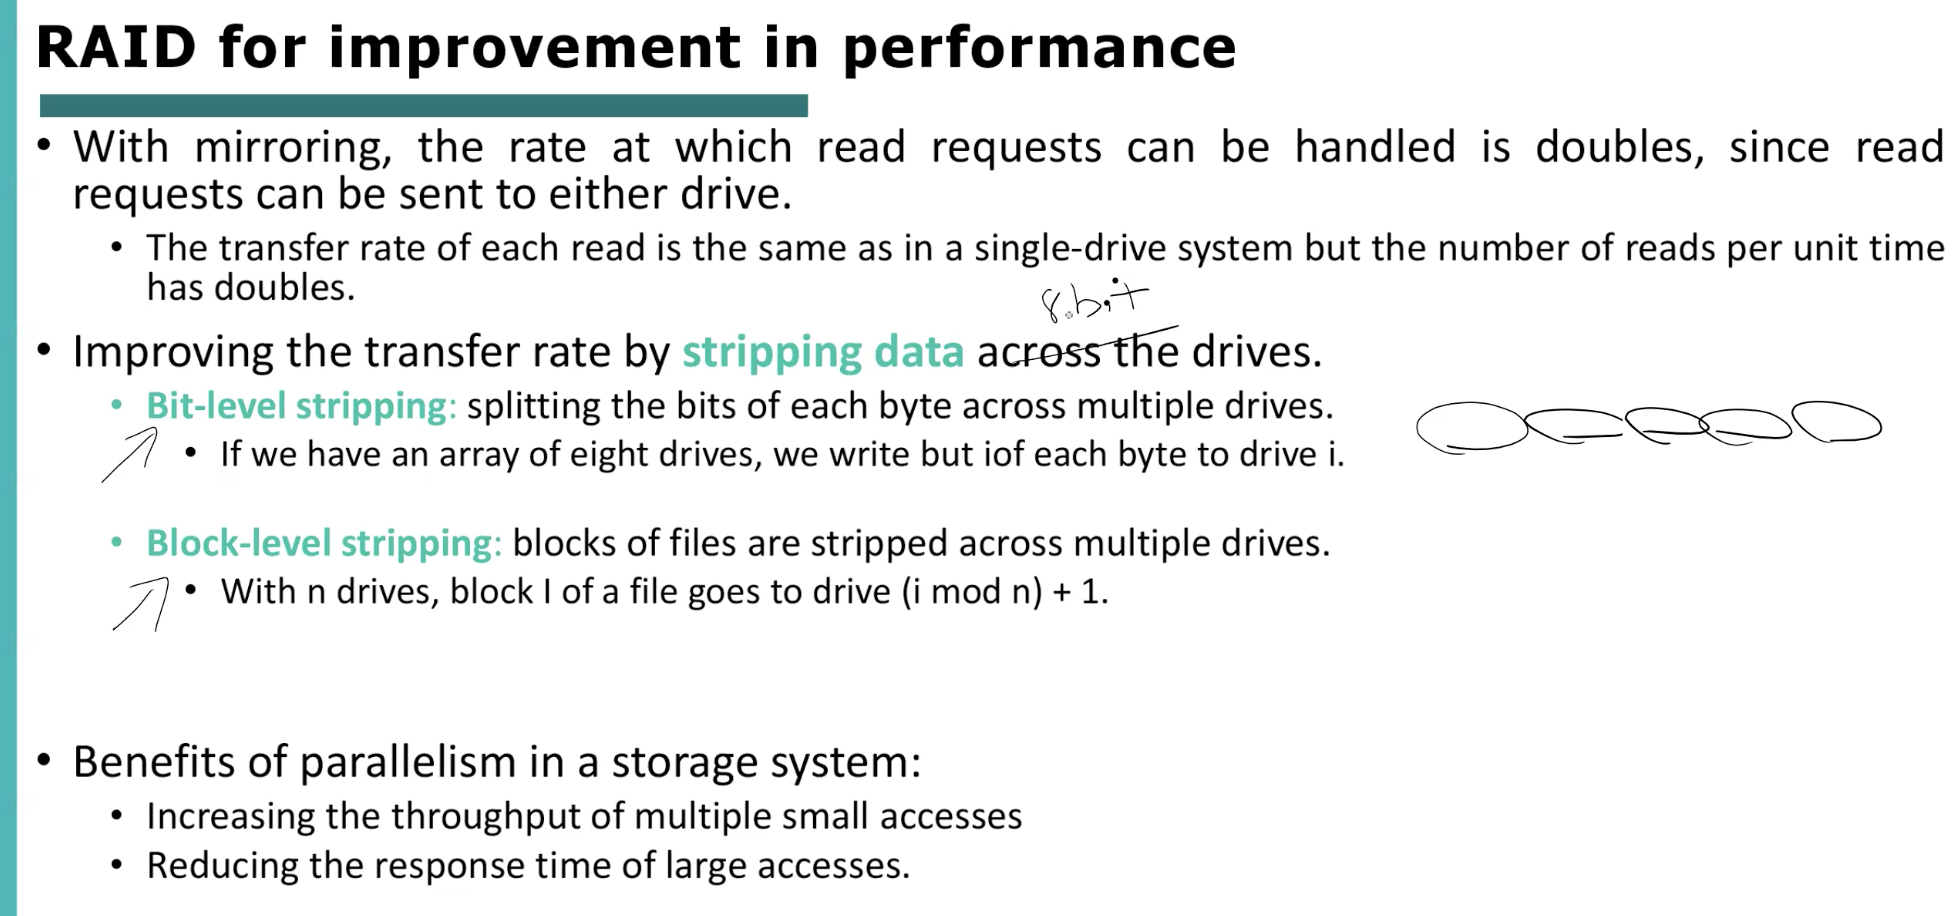 RAID for improvement in performance
• With mirroring, the rate at which read requests can be handled is doubles, since read
requests can be sent to either drive.
• The transfer rate of each read is the same as in a single-drive system but the number of reads per unit time
has doubles.
8.bit
• Improving the transfer rate by stripping data across the drives.
• Bit-level stripping: splitting the bits of each byte across multiple drives.
• If we have an array of eight drives, we write but iof each byte to drive i.
• Block-level stripping: blocks of files are stripped across multiple drives.
• With n drives, block I of a file goes to drive (i mod n) + 1.
• Benefits of parallelism in a storage system:
• Increasing the throughput of multiple small accesses
• Reducing the response time of large accesses.